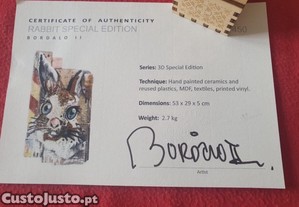 CERTIFICATE OF AUTHENTICITY
RABBIT SPECIAL EDITION
BORDALO II
Series: 3D Special Edition
Technique: Hand painted ceramics and
reused plastics, MDF, textiles, printed vinyl.
Dimensions: 53 x 29 x 5 cm
Weight: 2.7 kg
BORDALO II
Artist
CustoJusto.pt